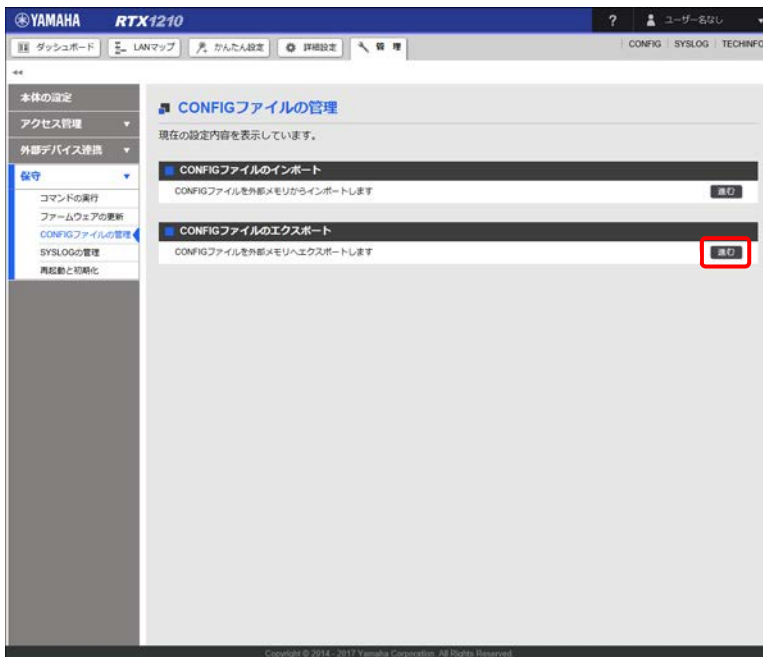 YAMAHA RTX1210 ? ユーザー名なし
ダッシュボード LANマップ かんたん設定 詳細設定 管理 CONFIG SYSLOG TECHINFO
本体の設定
アクセス管理
外部デバイス連携
保守
コマンドの実行
ファームウェアの更新
CONFIGファイルの管理
SYSLOGの管理
再起動と初期化
CONFIGファイルの管理
現在の設定内容を表示しています。
CONFIGファイルのインポート
CONFIGファイルを外部メモリからインポートします 進む
CONFIGファイルのエクスポート
CONFIGファイルを外部メモリへエクスポートします 進む
Copyright © 2014 - 2017 Yamaha Corporation. All Rights Reserved.